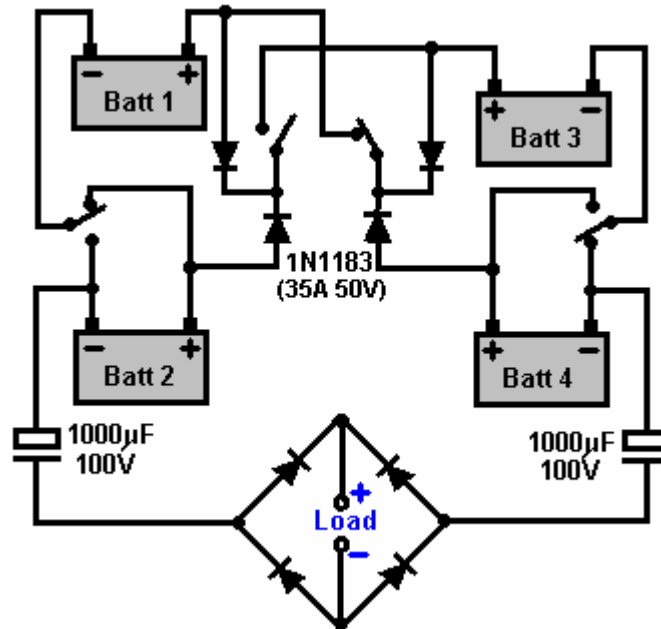 - +
Batt 1
+ -
Batt 3
1N1183
(35A 50V)
- +
Batt 2
+ -
Batt 4
1000µF
100V
1000µF
100V
+
Load
-